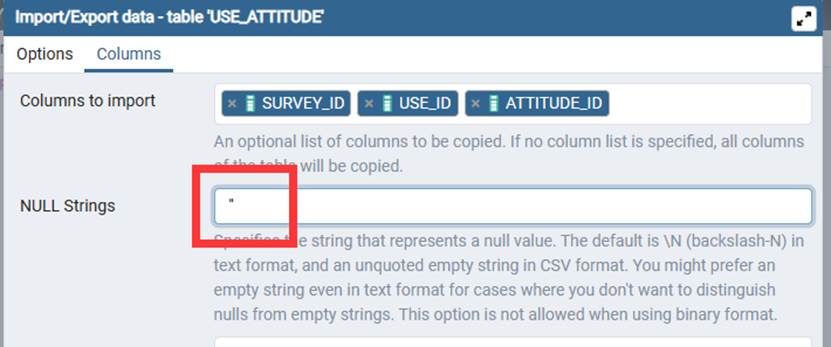 Import/Export data - table 'USE_ATTITUDE'
Options Columns
Columns to import × SURVEY_ID × USE_ID × ATTITUDE_ID
An optional list of columns to be copied. If no column list is specified, all columns
of the table will be copied.
NULL Strings "
Specifies the string that represents a null value. The default is \N (backslash-N) in
text format, and an unquoted empty string in CSV format. You might prefer an
empty string even in text format for cases where you don't want to distinguish
nulls from empty strings. This option is not allowed when using binary format.